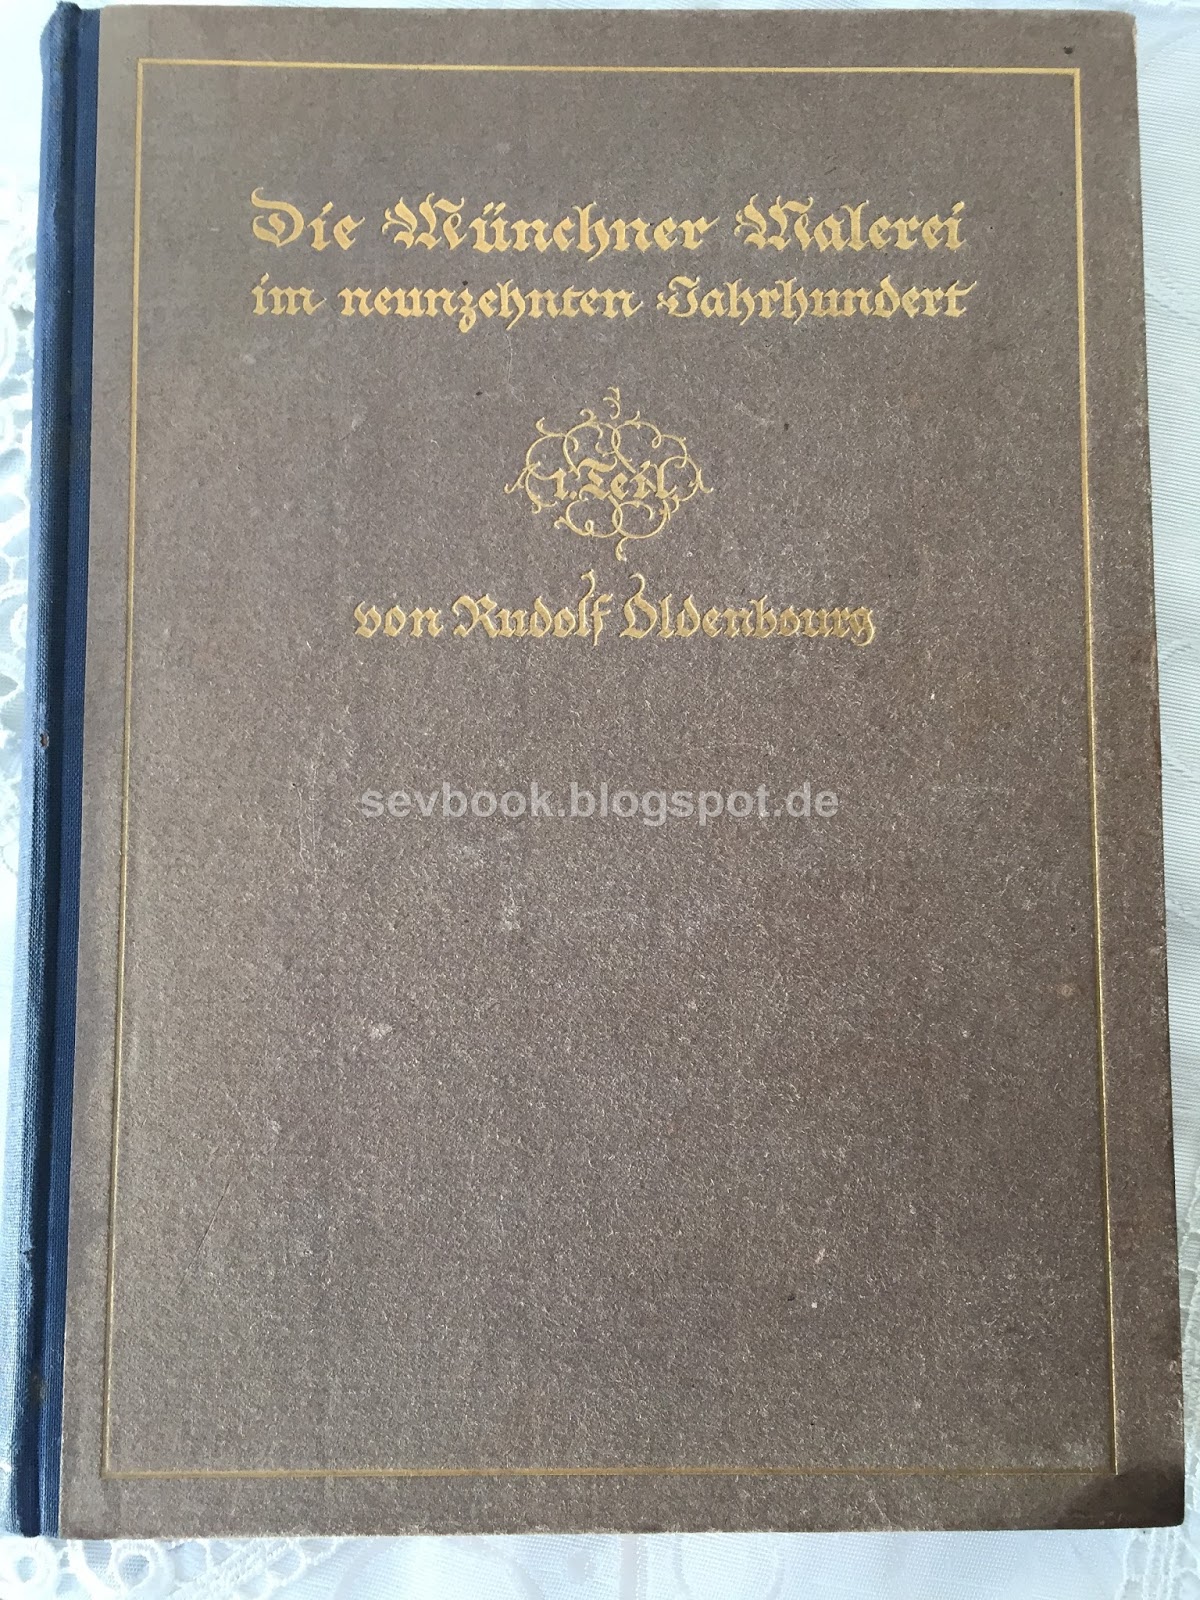 Die Münchner Malerei
im neunzehnten Jahrhundert
1. Teil
von Rudolf Oldenbourg
sevbook.blogspot.de